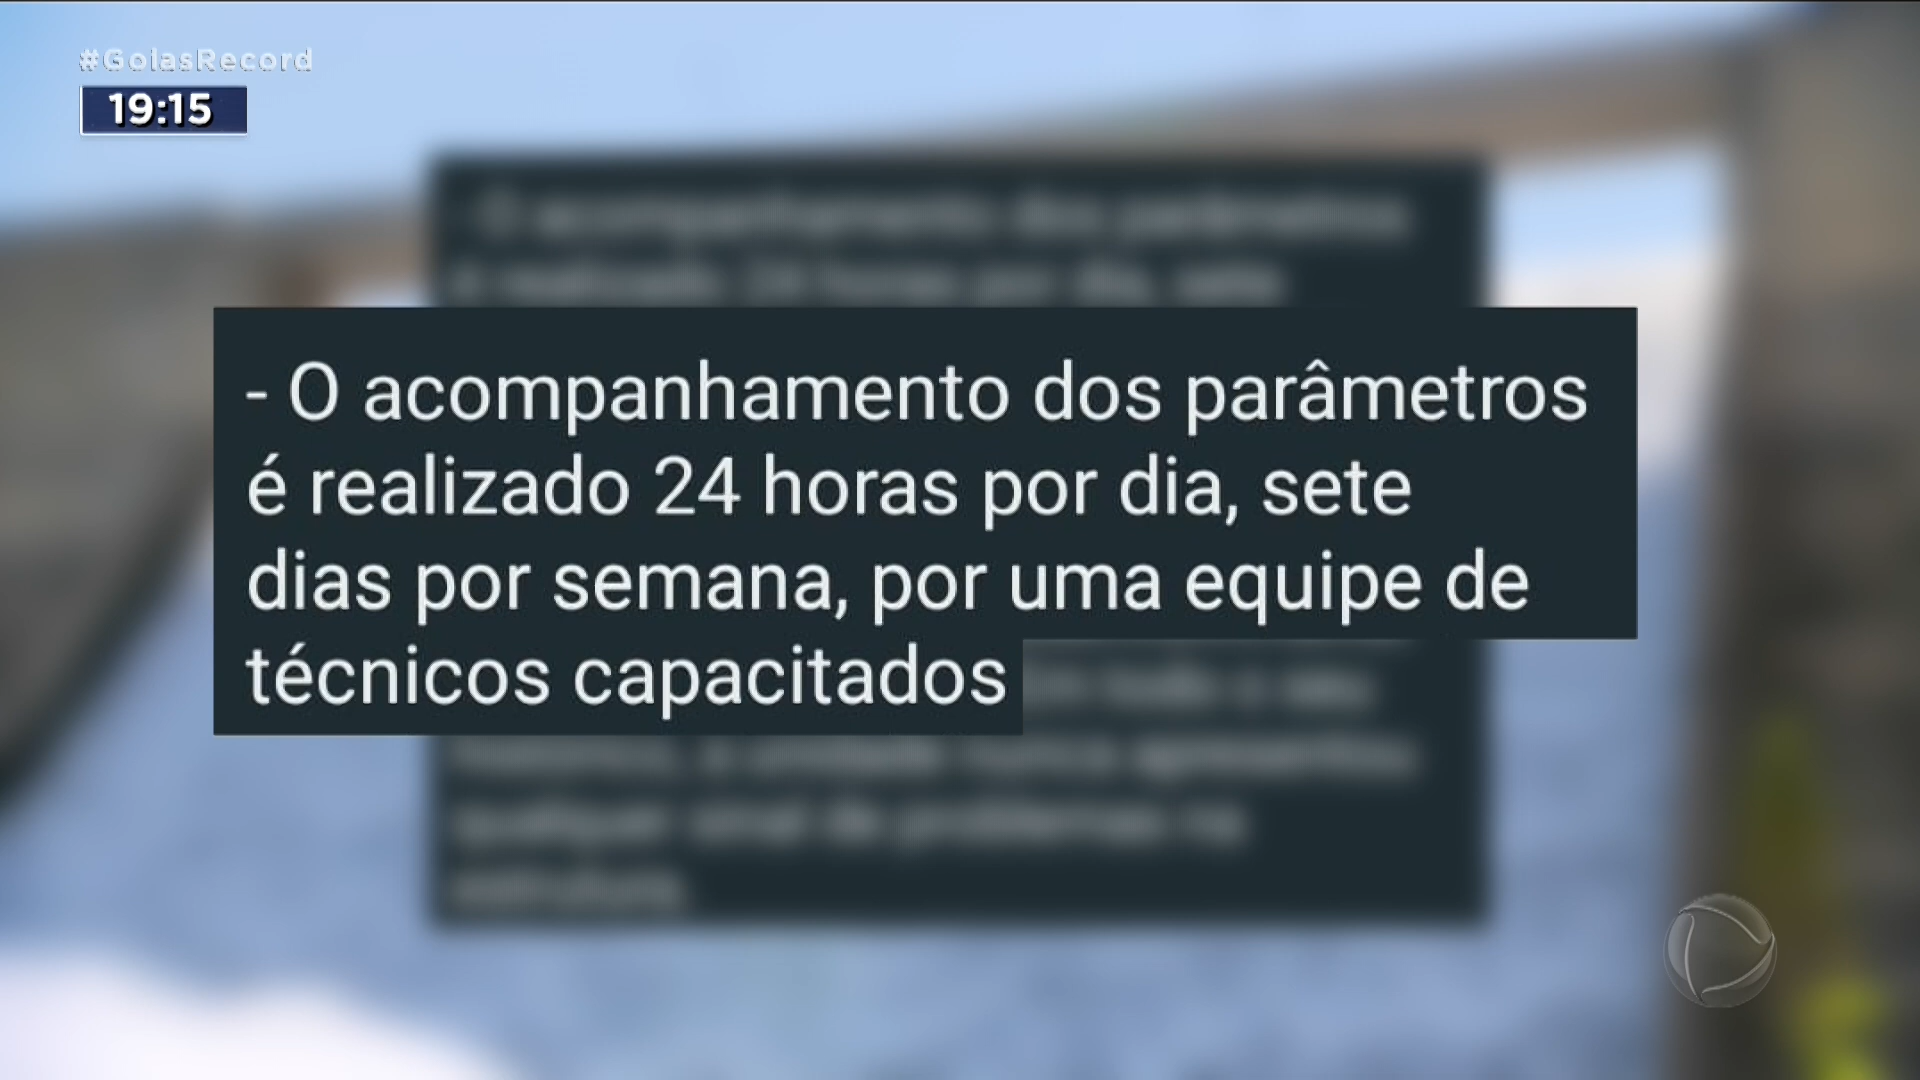 #GoiasRecord
19:15
- O acompanhamento dos parâmetros
é realizado 24 horas por dia, sete
dias por semana, por uma equipe de
técnicos capacitados